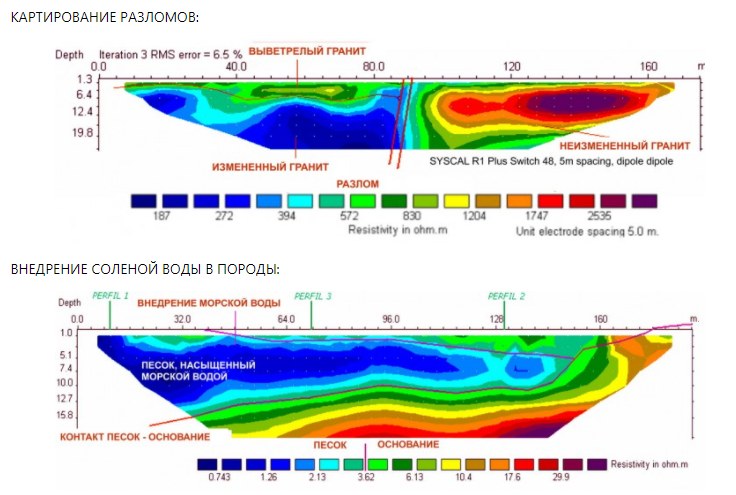 КАРТИРОВАНИЕ РАЗЛОМОВ:
Depth Iteration 3 RMS error = 6.5 % ВЫВЕТРЕЛЫЙ ГРАНИТ
0.0 40.0 80.0 120 160 m
1.3
6.4
12.4
19.8
НЕИЗМЕНЕННЫЙ ГРАНИТ
ИЗМЕНЕННЫЙ ГРАНИТ
SYSCAL R1 Plus Switch 48, 5m spacing, dipole dipole
РАЗЛОМ
187 272 394 572 830 1204 1747 2535
Resistivity in ohm.m Unit electrode spacing 5.0 m.
ВНЕДРЕНИЕ СОЛЕНОЙ ВОДЫ В ПОРОДЫ:
Depth PERFIL 1 ВНЕДРЕНИЕ МОРСКОЙ ВОДЫ PERFIL 3 PERFIL 2
0.0 32.0 64.0 96.0 128 160 m.
1.0
5.1
7.4
10.0
12.7
15.8
ПЕСОК, НАСЫЩЕННЫЙ
МОРСКОЙ ВОДОЙ
КОНТАКТ ПЕСОК - ОСНОВАНИЕ
ПЕСОК ОСНОВАНИЕ
Resistivity in ohm.m
0.743 1.26 2.13 3.62 6.13 10.4 17.6 29.9